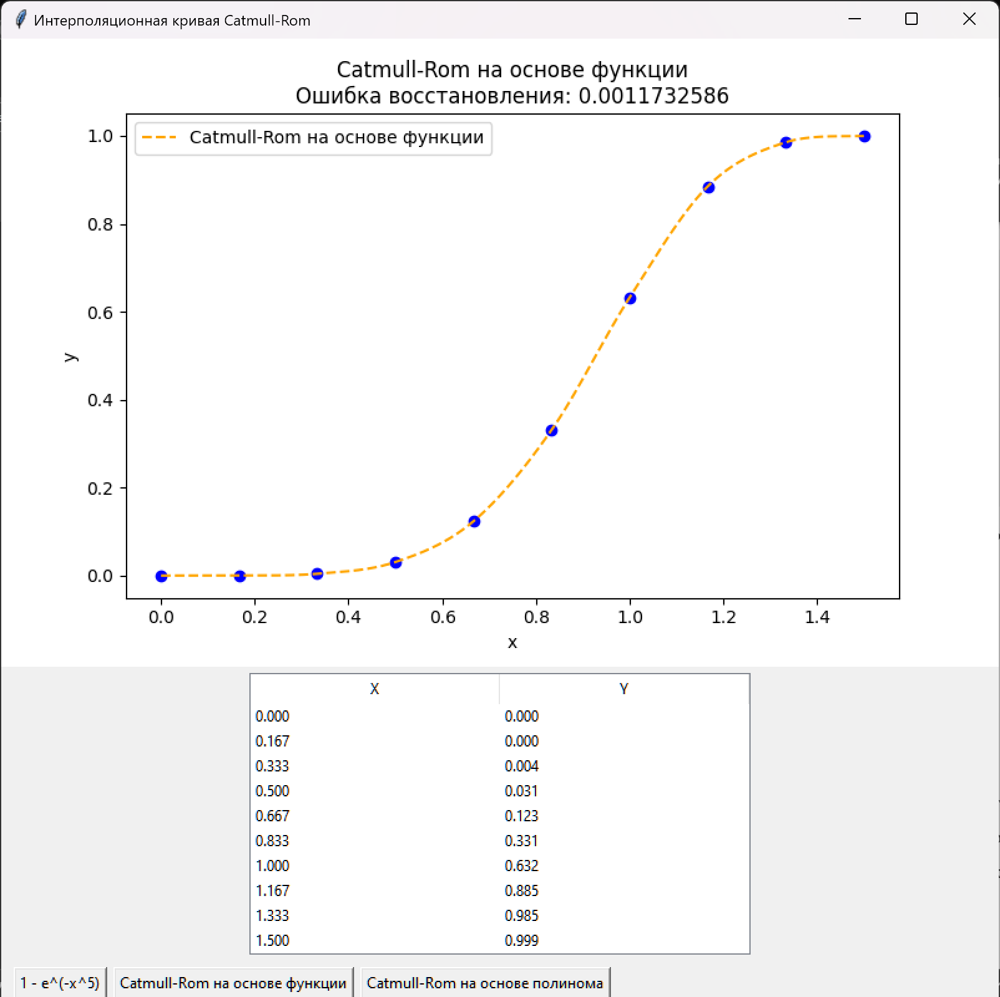 Интерполяционная кривая Catmull-Rom
Catmull-Rom на основе функции
Ошибка восстановления: 0.0011732586
Catmull-Rom на основе функции
1.0
0.8
0.6
0.4
0.2
0.0
y
0.0 0.2 0.4 0.6 0.8 1.0 1.2 1.4
x
X Y
0.000 0.000
0.167 0.000
0.333 0.004
0.500 0.031
0.667 0.123
0.833 0.331
1.000 0.632
1.167 0.885
1.333 0.985
1.500 0.999
1 - e^(-x^5) Catmull-Rom на основе функции Catmull-Rom на основе полинома